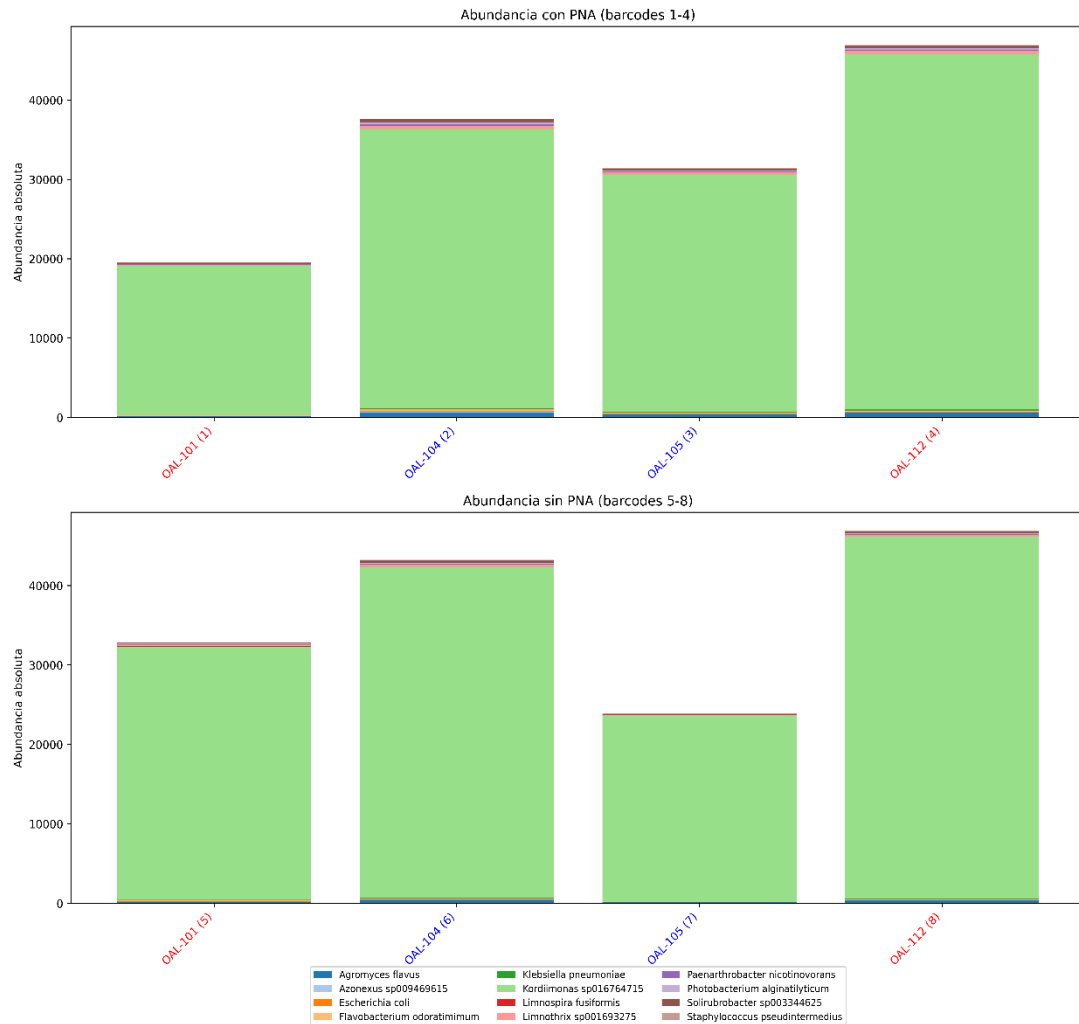 Abundancia con PNA (barcodes 1-4)
Abundancia absoluta
40000
30000
20000
10000
0
OAL-101 (1)
OAL-104 (2)
OAL-105 (3)
OAL-112 (4)
Abundancia sin PNA (barcodes 5-8)
Abundancia absoluta
40000
30000
20000
10000
0
OAL-101 (5)
OAL-104 (6)
OAL-105 (7)
OAL-112 (8)
Agromyces flavus
Azonexus sp009469615
Escherichia coli
Flavobacterium odoratimimum
Klebsiella pneumoniae
Kordiimonas sp016764715
Limnospira fusiformis
Limnothrix sp001693275
Paenarthrobacter nicotinovorans
Photobacterium alginatilyticum
Solirubrobacter sp003344625
Staphylococcus pseudintermedius